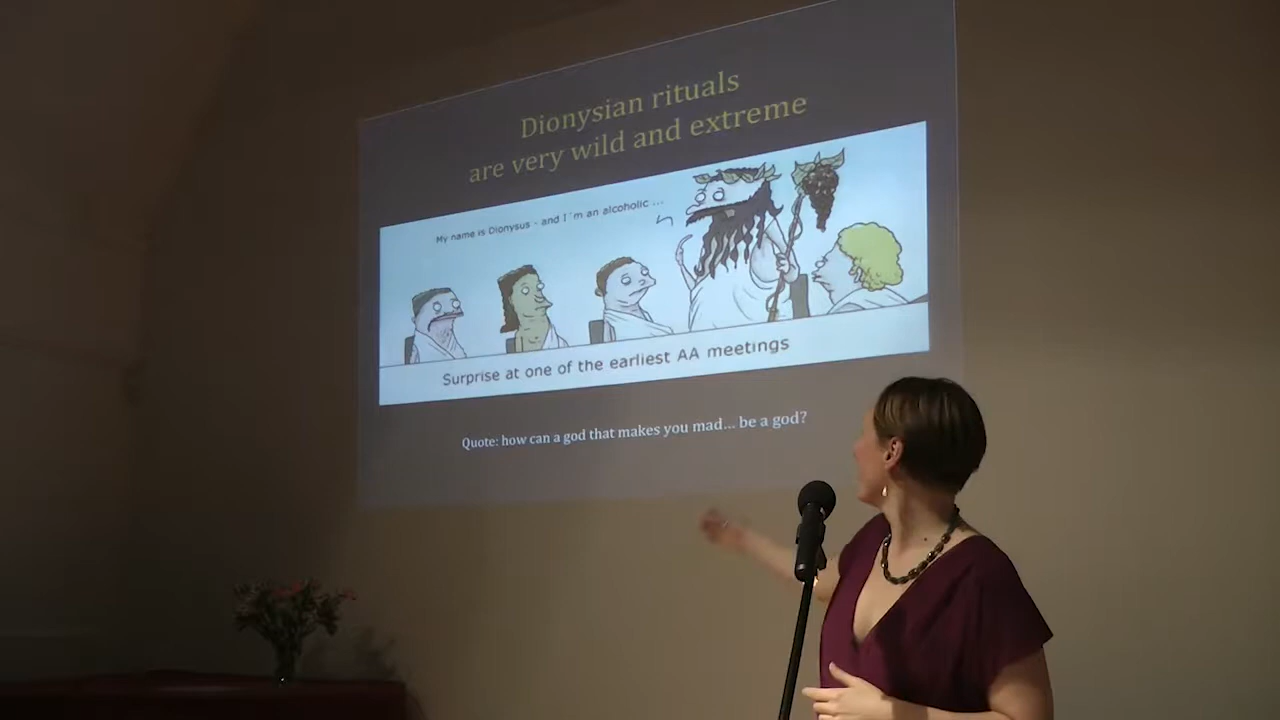 Dionysian rituals
are very wild and extreme
My name is Dionysus - and I´m an alcoholic ...
Surprise at one of the earliest AA meetings
Quote: how can a god that makes you mad... be a god?